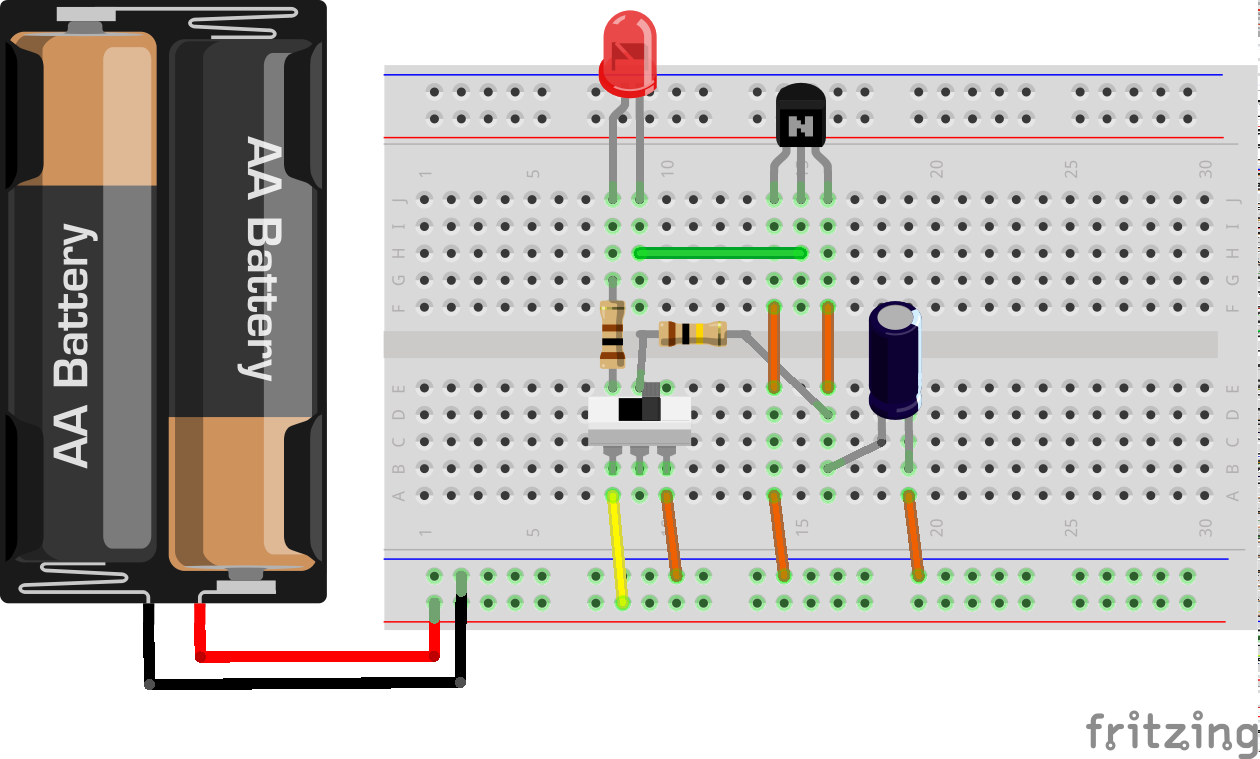 AA Battery
AA Battery
N
1 5 10 15 20 25 30
J J
I I
H H
G G
F F
E E
D D
C C
B B
A A
1 5 10 15 20 25 30
fritzing